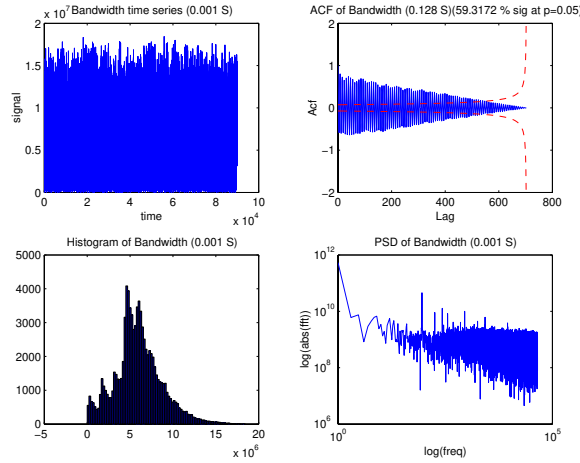 x 10^7
Bandwidth time series (0.001 S)
2
1.5
1
0.5
0
signal
0 2 4 6 8 10
time
x 10^4
ACF of Bandwidth (0.128 S)(59.3172 % sig at p=0.05)
2
1
0
−1
−2
Acf
0 200 400 600 800
Lag
Histogram of Bandwidth (0.001 S)
5000
4000
3000
2000
1000
0
−5 0 5 10 15 20
x 10^6
PSD of Bandwidth (0.001 S)
10^12
10^10
10^8
10^6
log(abs(fft))
10^0 10^5
log(freq)